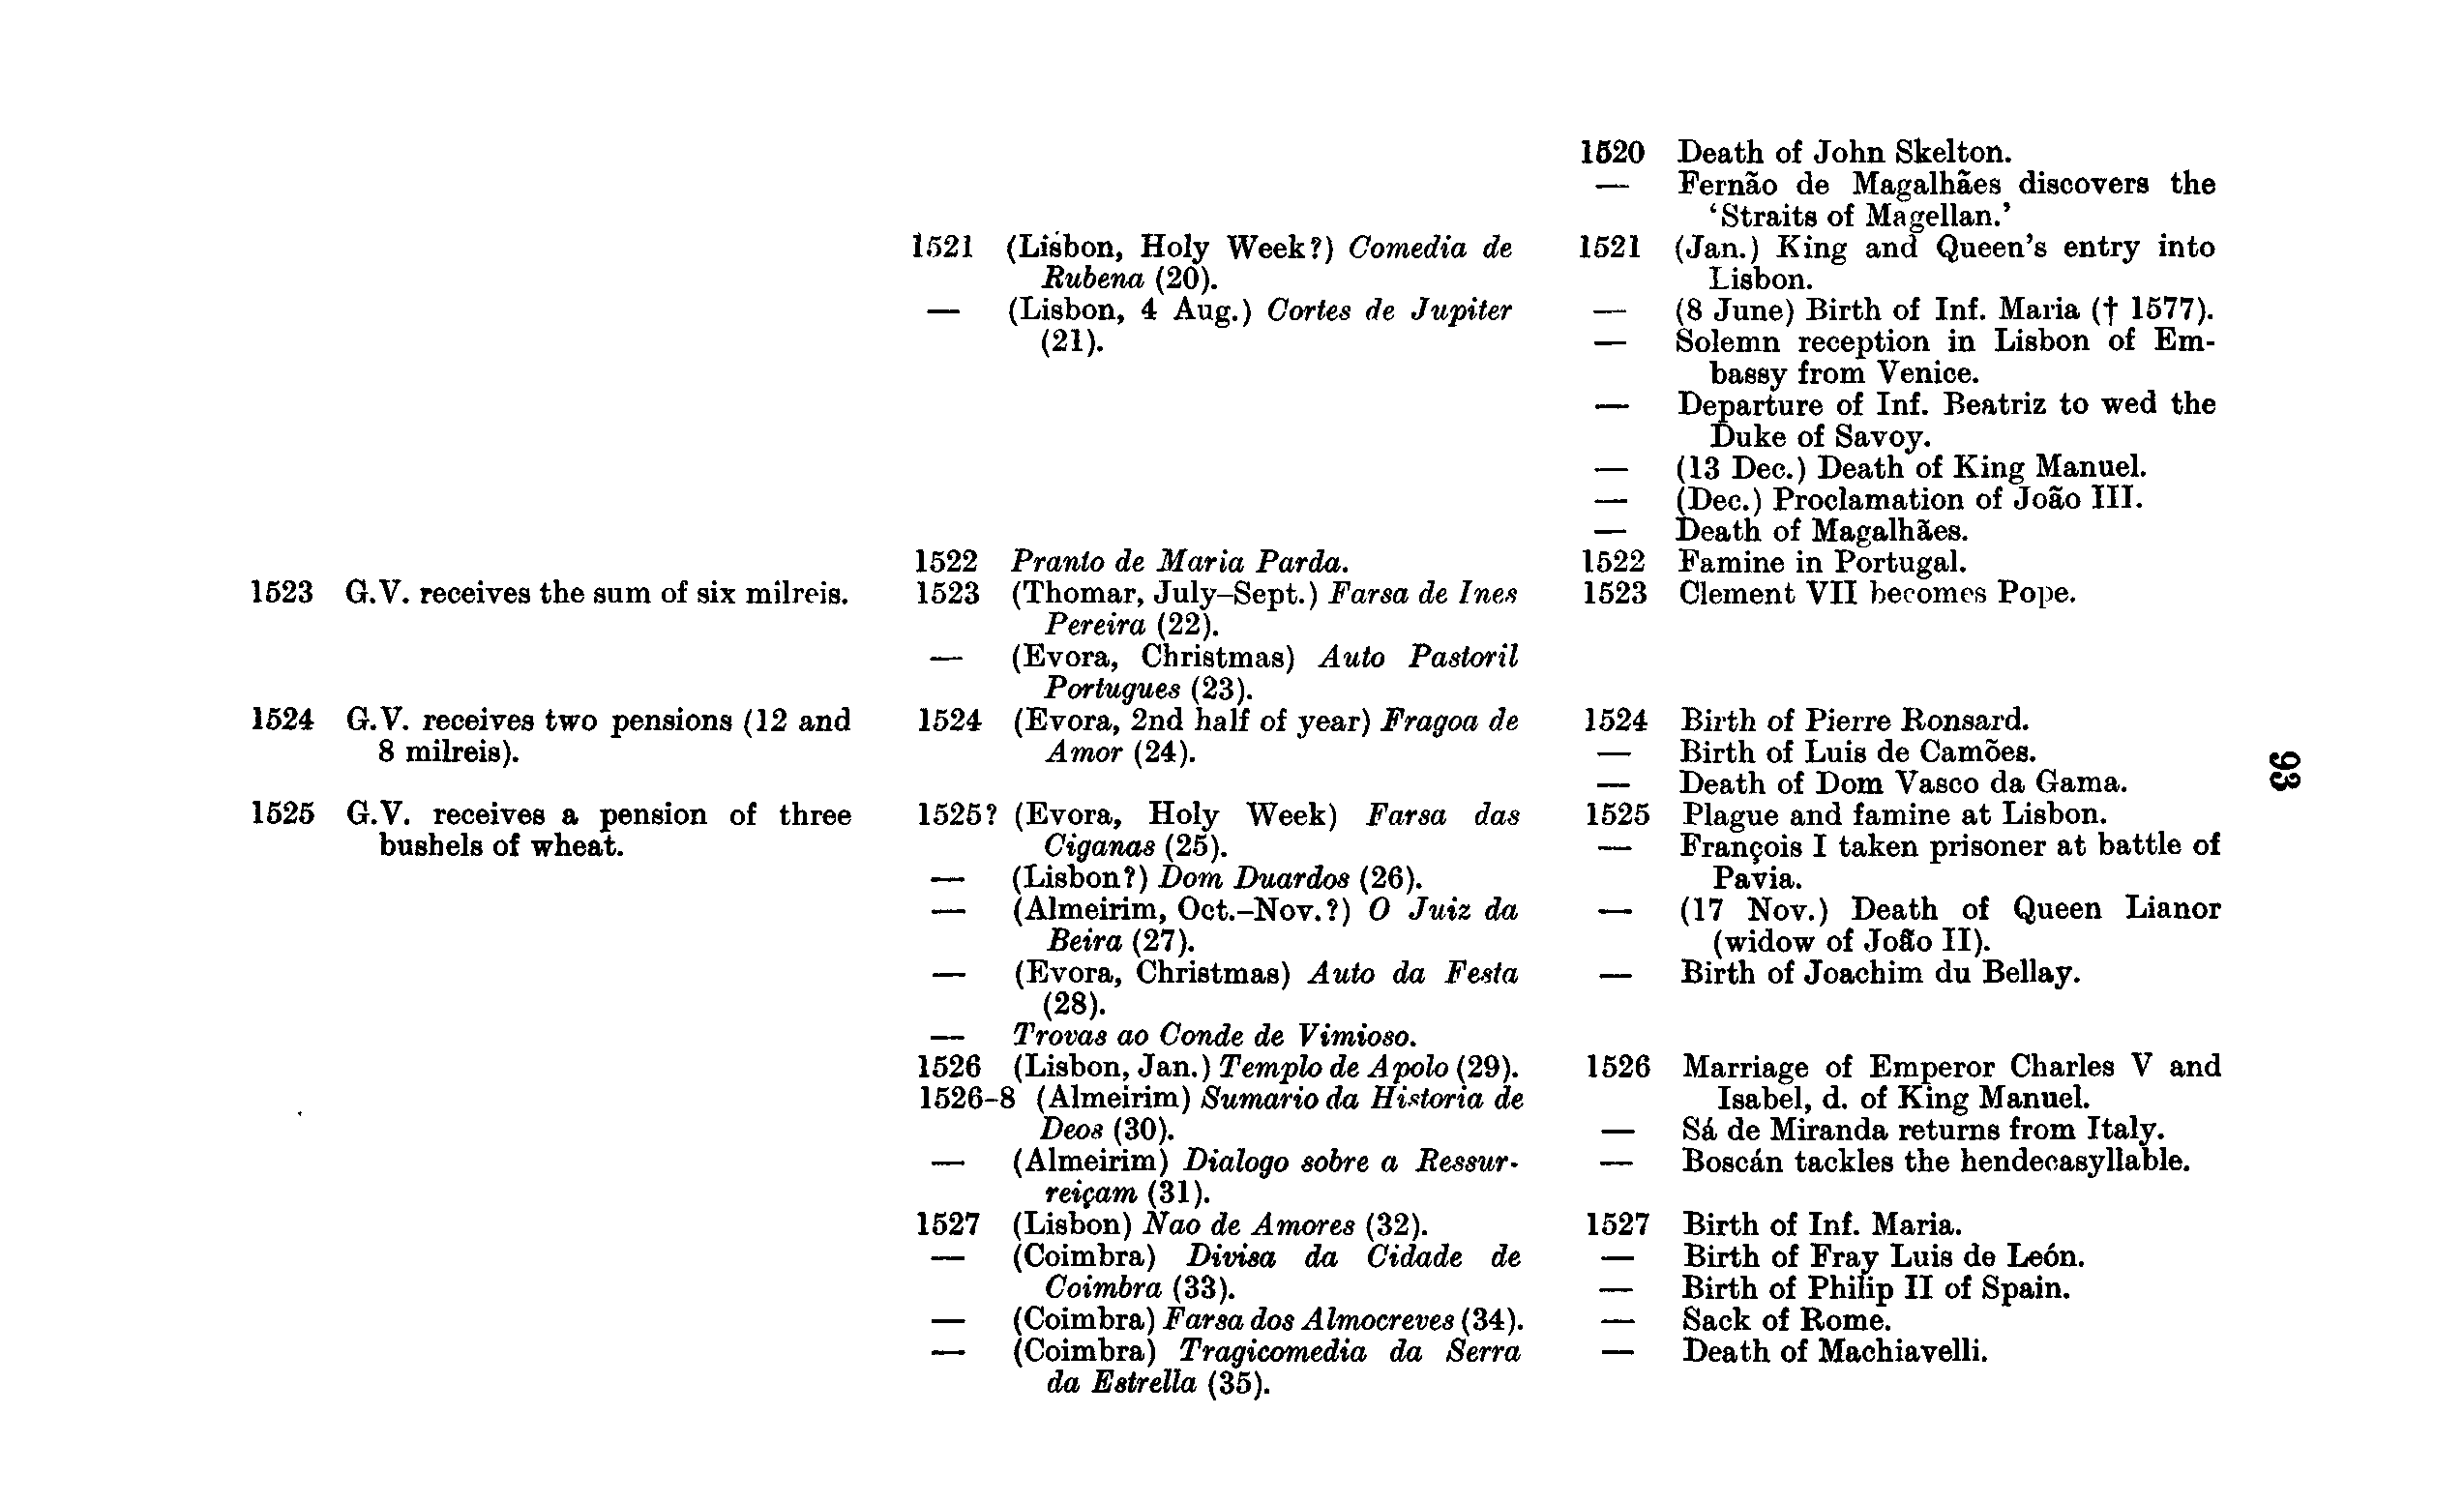 1523 G.V. receives the sum of six milreis.
1524 G.V. receives two pensions (12 and
8 milreis).
1525 G.V. receives a pension of three
bushels of wheat.
1521 (Lisbon, Holy Week?) Comedia de
Rubena (20).
— (Lisbon, 4 Aug.) Cortes de Jupiter
(21).
1522 Pranto de Maria Parda.
1523 (Thomar, July–Sept.) Farsa de Ines
Pereira (22).
— (Evora, Christmas) Auto Pastoril
Portugues (23).
1524 (Evora, 2nd half of year) Fragoa de
Amor (24).
1525? (Evora, Holy Week) Farsa das
Ciganas (25).
— (Lisbon?) Dom Duardos (26).
— (Almeirim, Oct.–Nov.?) O Juiz da
Beira (27).
— (Evora, Christmas) Auto da Festa
(28).
— Trovas ao Conde de Vimioso.
1526 (Lisbon, Jan.) Templo de Apolo (29).
1526–8 (Almeirim) Sumario da Historia de
Deos (30).
— (Almeirim) Dialogo sobre a Ressur-
reiçam (31).
1527 (Lisbon) Nao de Amores (32).
— (Coimbra) Divisa da Cidade de
Coimbra (33).
— (Coimbra) Farsa dos Almocreves (34).
— (Coimbra) Tragicomedia da Serra
da Estrella (35).
1520 Death of John Skelton.
— Fernão de Magalhães discovers the
‘Straits of Magellan.’
1521 (Jan.) King and Queen's entry into
Lisbon.
— (8 June) Birth of Inf. Maria († 1577).
— Solemn reception in Lisbon of Em-
bassy from Venice.
— Departure of Inf. Beatriz to wed the
Duke of Savoy.
— (13 Dec.) Death of King Manuel.
— (Dec.) Proclamation of João III.
— Death of Magalhães.
1522 Famine in Portugal.
1523 Clement VII becomes Pope.
1524 Birth of Pierre Ronsard.
— Birth of Luis de Camões.
— Death of Dom Vasco da Gama.
1525 Plague and famine at Lisbon.
— François I taken prisoner at battle of
Pavia.
— (17 Nov.) Death of Queen Lianor
(widow of João II).
— Birth of Joachim du Bellay.
1526 Marriage of Emperor Charles V and
Isabel, d. of King Manuel.
— Sá de Miranda returns from Italy.
— Boscán tackles the hendecasyllable.
1527 Birth of Inf. Maria.
— Birth of Fray Luis de León.
— Birth of Philip II of Spain.
— Sack of Rome.
— Death of Machiavelli.
93